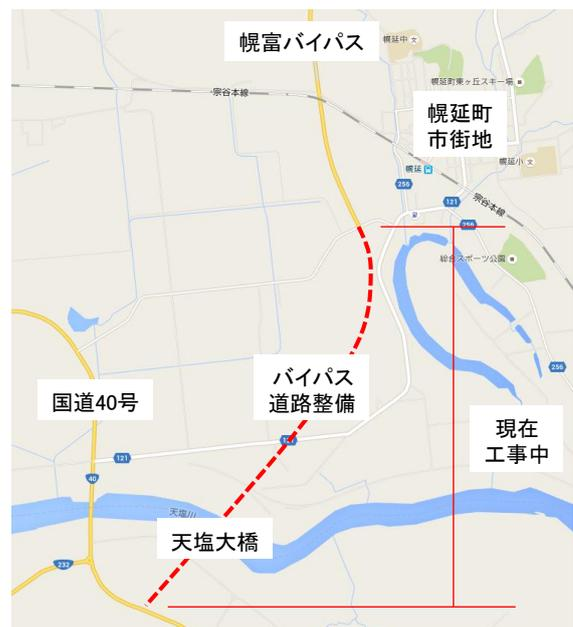 幌富バイパス
幌延中
幌延町東ヶ丘スキー場
宗谷本線
幌延町
市街地
幌延小
幌延
256
121
宗谷本線
256
総合スポーツ公園
256
バイパス
道路整備
国道40号
現在
工事中
121
40
天塩川
天塩大橋
232